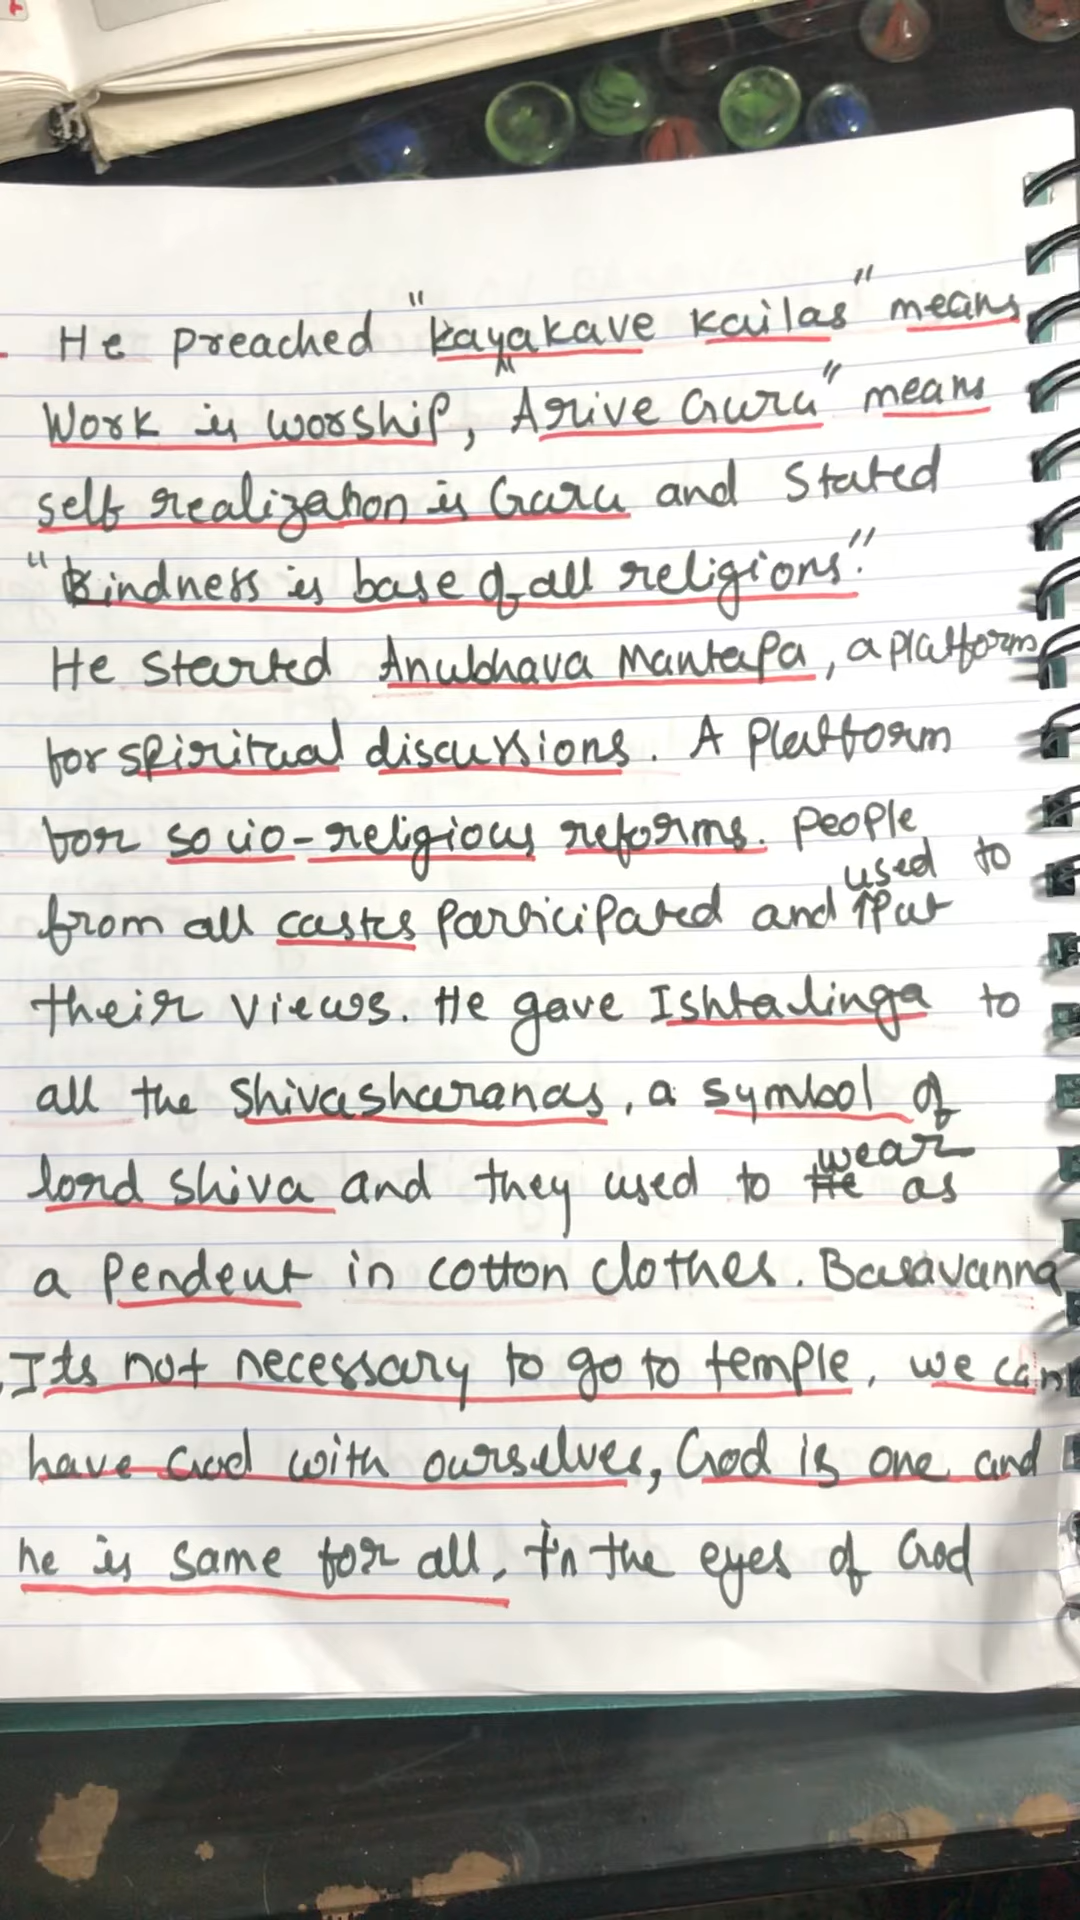 He preached "kayakave kailas" means
Work is worship, "Arive Guru" means
self realization is Guru and Stated
"Kindness is base of all religions."
He started Anubhava Mantapa, a platform
for spiritual discussions. A platform
for socio-religious reforms. People
from all castes participated and used to put
their views. He gave Ishtalinga to
all the Shivasharanas, a symbol of
lord shiva and they used to wear as
a pendent in cotton clothes. Basavanna
Its not necessary to go to temple, we can
have God with ourselves, God is one and
he is same for all, in the eyes of God